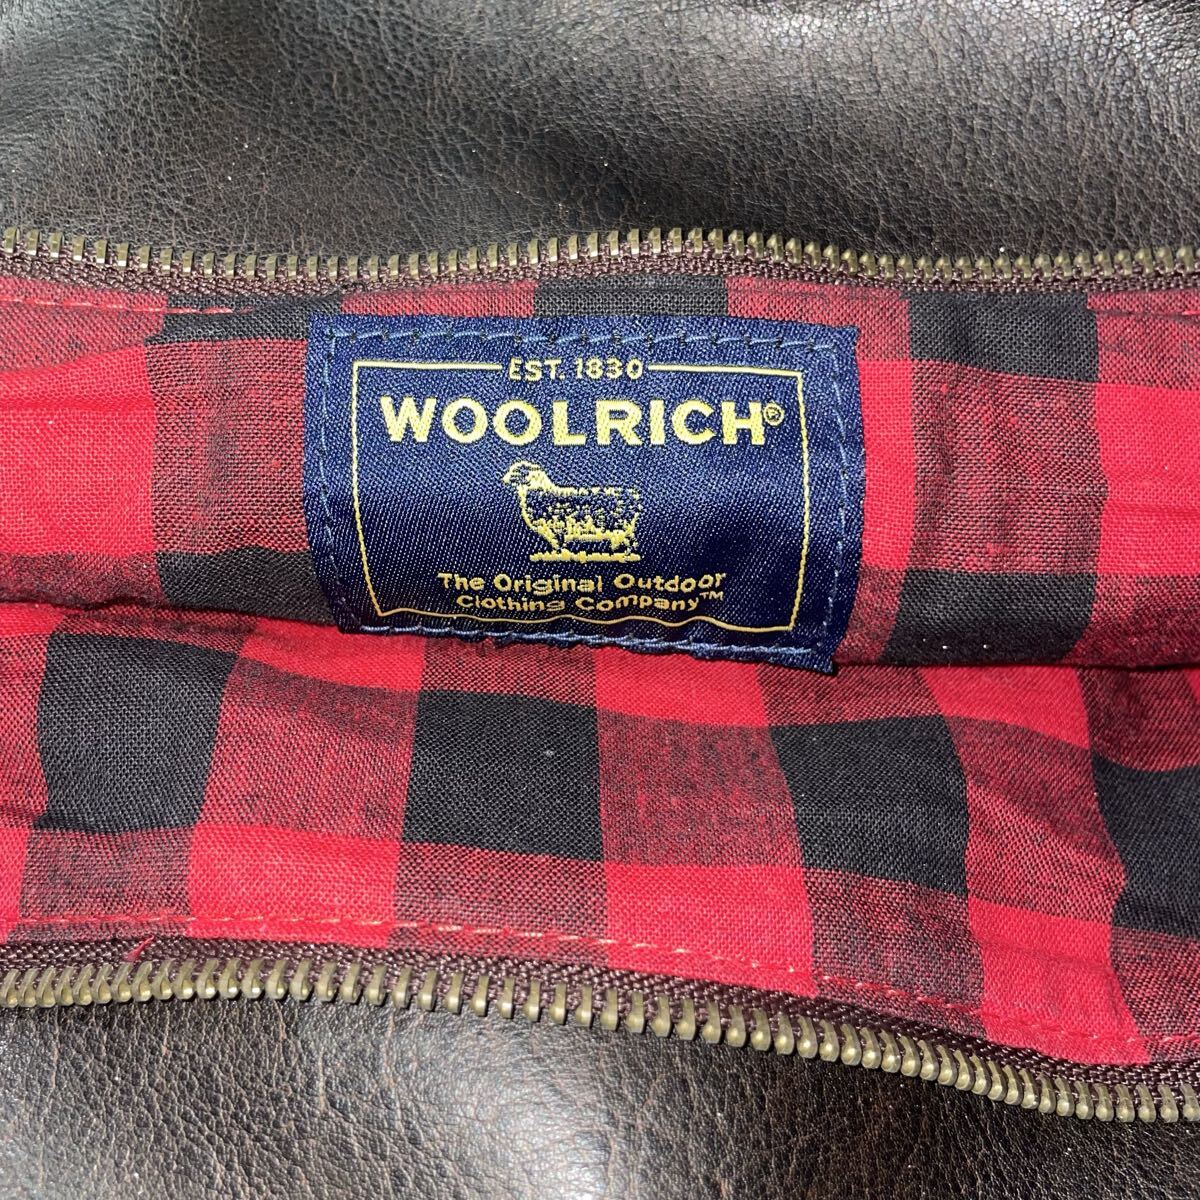 EST. 1830
WOOLRICH®
The Original Outdoor
Clothing Company™